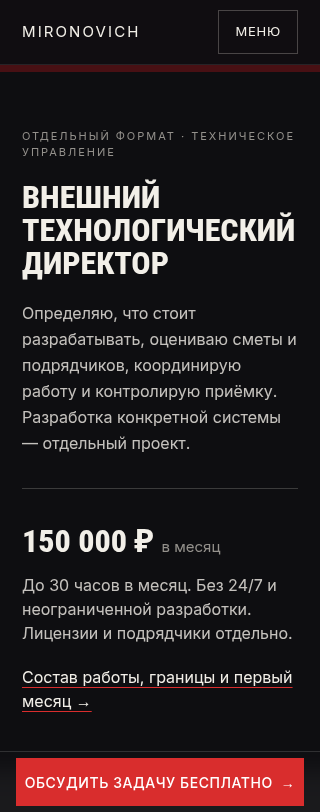 MIRONOVICH
МЕНЮ
ОТДЕЛЬНЫЙ ФОРМАТ · ТЕХНИЧЕСКОЕ
УПРАВЛЕНИЕ
ВНЕШНИЙ
ТЕХНОЛОГИЧЕСКИЙ
ДИРЕКТОР
Определяю, что стоит
разрабатывать, оцениваю сметы и
подрядчиков, координирую
работу и контролирую приёмку.
Разработка конкретной системы
— отдельный проект.
150 000 ₽ в месяц
До 30 часов в месяц. Без 24/7 и
неограниченной разработки.
Лицензии и подрядчики отдельно.
Состав работы, границы и первый
месяц →
ОБСУДИТЬ ЗАДАЧУ БЕСПЛАТНО →